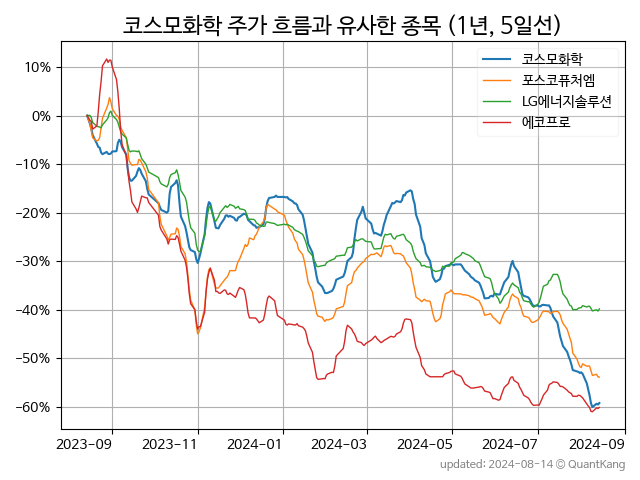 코스모화학 주가 흐름과 유사한 종목 (1년, 5일선)
코스모화학
포스코퓨처엠
LG에너지솔루션
에코프로
10%
0%
−10%
−20%
−30%
−40%
−50%
−60%
2023-09 2023-11 2024-01 2024-03 2024-05 2024-07 2024-09
updated: 2024-08-14 © QuantKang